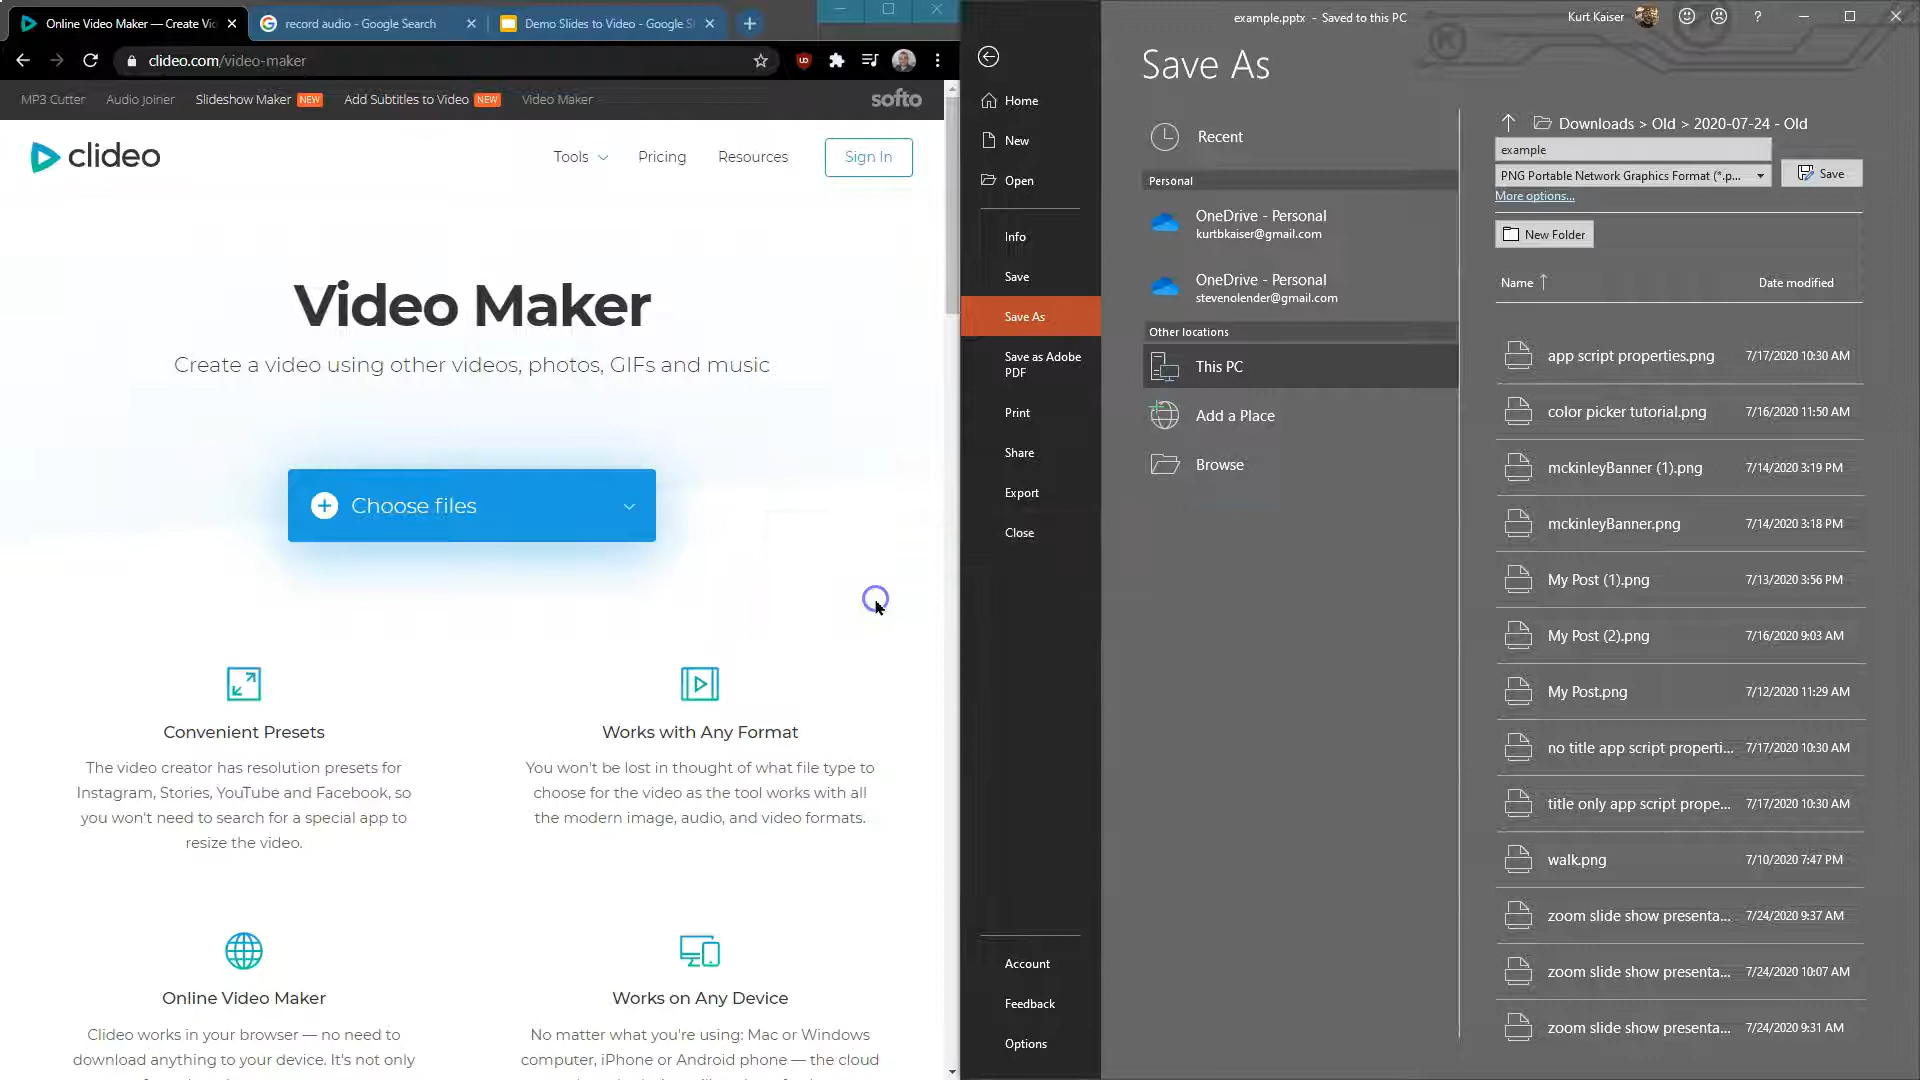 Online Video Maker — Create Vid
record audio - Google Search
Demo Slides to Video - Google Sl
clideo.com/video-maker
MP3 Cutter
Audio Joiner
Slideshow Maker NEW
Add Subtitles to Video NEW
Video Maker
softo
clideo
Tools
Pricing
Resources
Sign In
Video Maker
Create a video using other videos, photos, GIFs and music
Choose files
Convenient Presets
The video creator has resolution presets for
Instagram, Stories, YouTube and Facebook, so
you won't need to search for a special app to
resize the video.
Works with Any Format
You won't be lost in thought of what file type to
choose for the video as the tool works with all
the modern image, audio, and video formats.
Online Video Maker
Clideo works in your browser — no need to
download anything to your device. It's not only
Works on Any Device
No matter what you're using: Mac or Windows
computer, iPhone or Android phone — the cloud
example.pptx - Saved to this PC
Kurt Kaiser
?
Home
New
Open
Info
Save
Save As
Save as Adobe
PDF
Print
Share
Export
Close
Account
Feedback
Options
Save As
Recent
Personal
OneDrive - Personal
kurtbkaiser@gmail.com
OneDrive - Personal
stevenolender@gmail.com
Other locations
This PC
Add a Place
Browse
Downloads > Old > 2020-07-24 - Old
example
PNG Portable Network Graphics Format (*.p...
Save
More options...
New Folder
Name
Date modified
app script properties.png 7/17/2020 10:30 AM
color picker tutorial.png 7/16/2020 11:50 AM
mckinleyBanner (1).png 7/14/2020 3:19 PM
mckinleyBanner.png 7/14/2020 3:18 PM
My Post (1).png 7/13/2020 3:56 PM
My Post (2).png 7/16/2020 9:03 AM
My Post.png 7/12/2020 11:29 AM
no title app script properti... 7/17/2020 10:30 AM
title only app script prope... 7/17/2020 10:30 AM
walk.png 7/10/2020 7:47 PM
zoom slide show presenta... 7/24/2020 9:37 AM
zoom slide show presenta... 7/24/2020 10:07 AM
zoom slide show presenta... 7/24/2020 9:31 AM